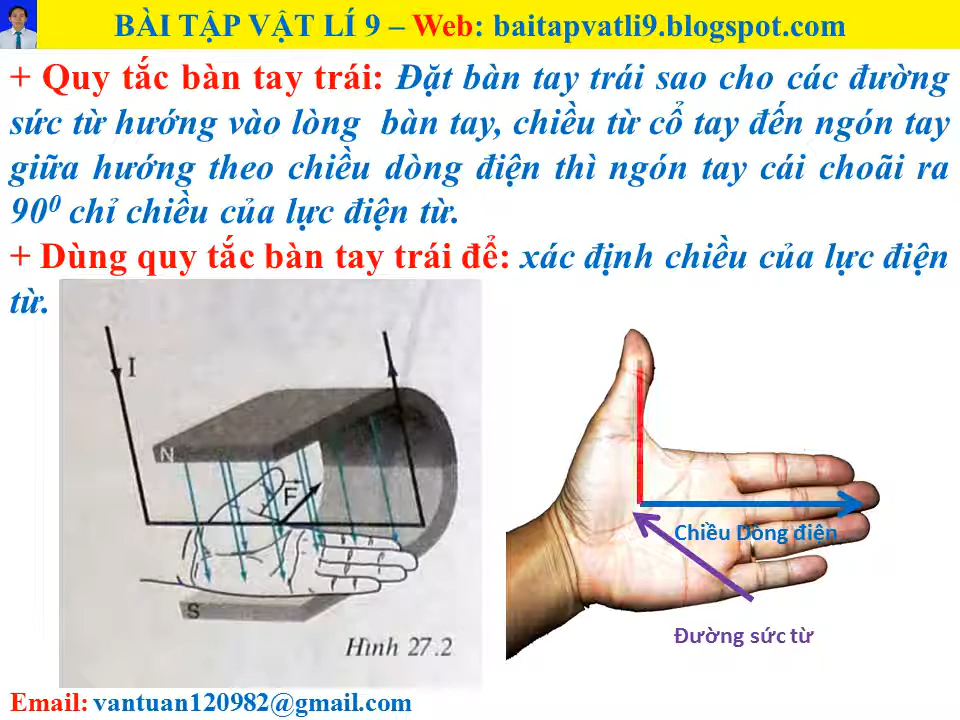 BÀI TẬP VẬT LÍ 9 – Web: baitapvatli9.blogspot.com
+ Quy tắc bàn tay trái: Đặt bàn tay trái sao cho các đường
sức từ hướng vào lòng bàn tay, chiều từ cổ tay đến ngón tay
giữa hướng theo chiều dòng điện thì ngón tay cái choãi ra
90⁰ chỉ chiều của lực điện từ.
+ Dùng quy tắc bàn tay trái để: xác định chiều của lực điện
từ.
I
N
F
S
Hình 27.2
Chiều Dòng điện
Đường sức từ
Email: vantuan120982@gmail.com